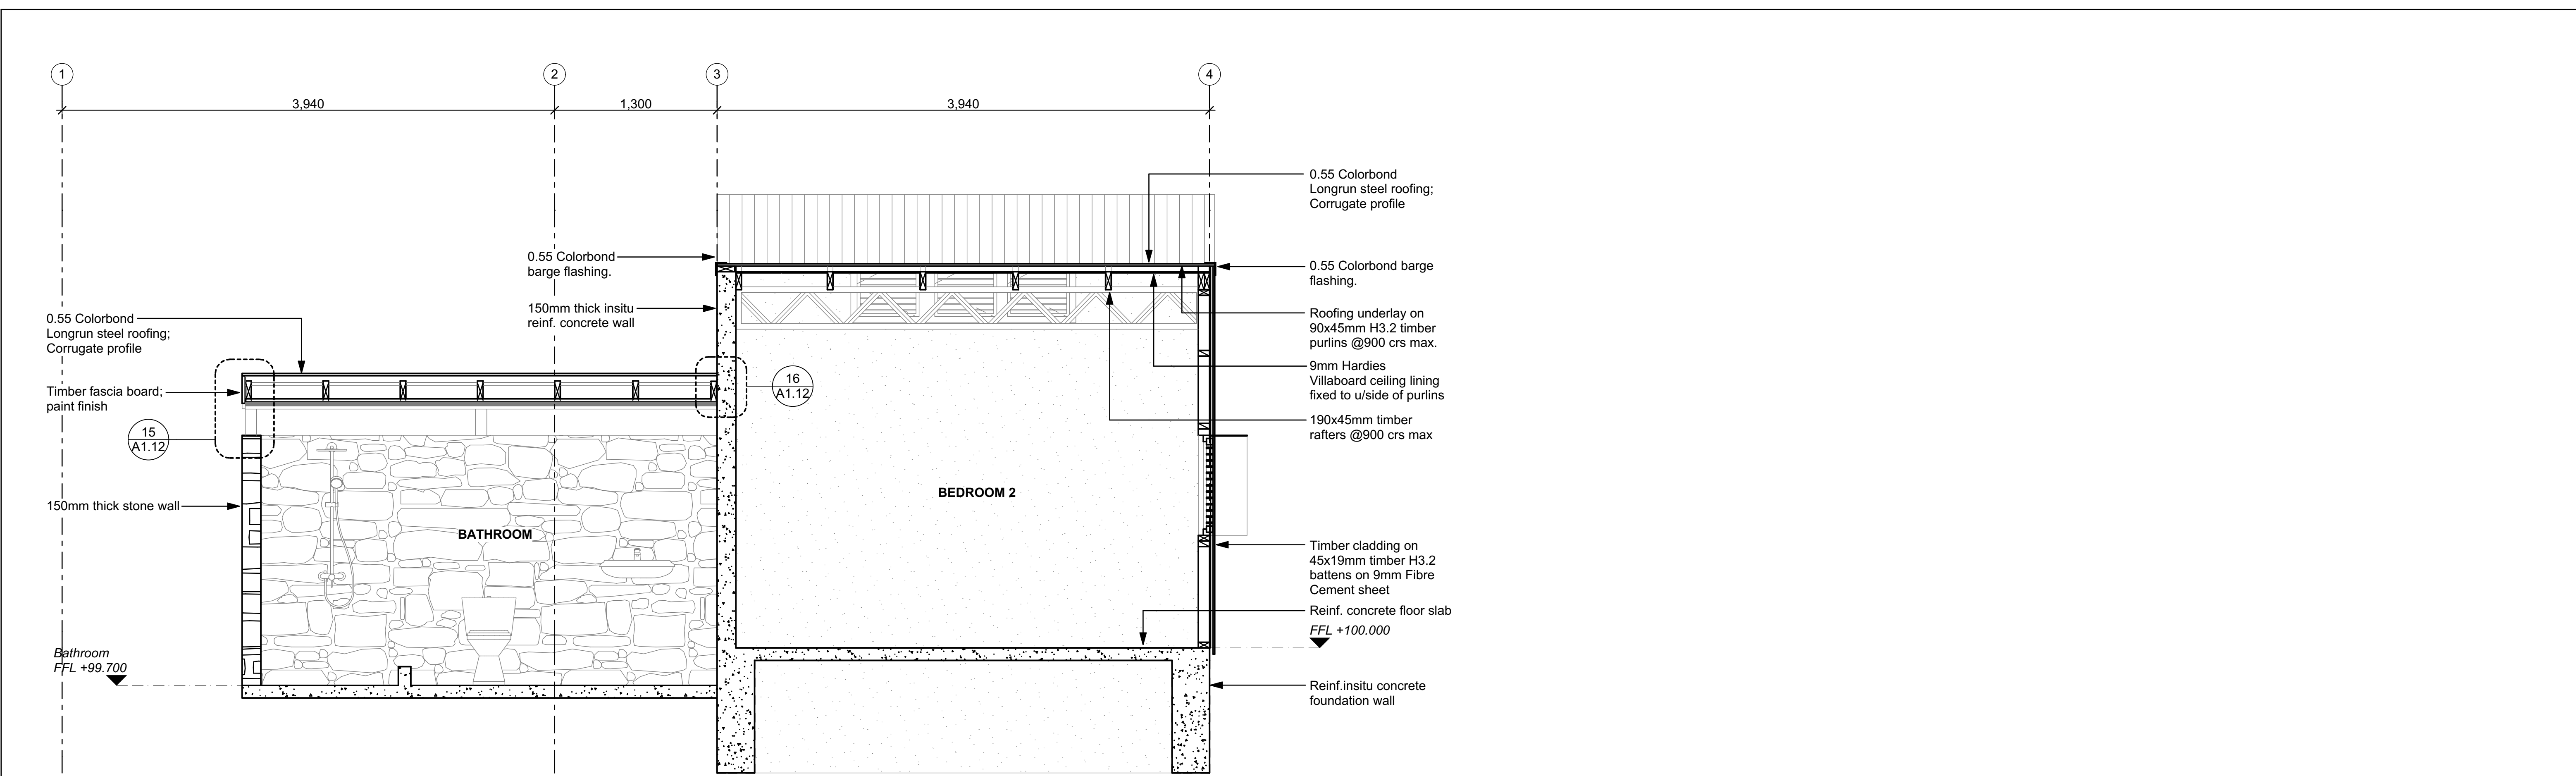 1
2
3
4
3,940
1,300
3,940
0.55 Colorbond
Longrun steel roofing;
Corrugate profile
0.55 Colorbond
barge flashing.
0.55 Colorbond barge
flashing.
150mm thick insitu
reinf. concrete wall
Roofing underlay on
90x45mm H3.2 timber
purlins @900 crs max.
0.55 Colorbond
Longrun steel roofing;
Corrugate profile
9mm Hardies
Villaboard ceiling lining
fixed to u/side of purlins
Timber fascia board;
paint finish
16
A1.12
190x45mm timber
rafters @900 crs max
15
A1.12
150mm thick stone wall
BEDROOM 2
BATHROOM
Timber cladding on
45x19mm timber H3.2
battens on 9mm Fibre
Cement sheet
Reinf. concrete floor slab
FFL +100.000
Bathroom
FFL +99.700
Reinf.insitu concrete
foundation wall